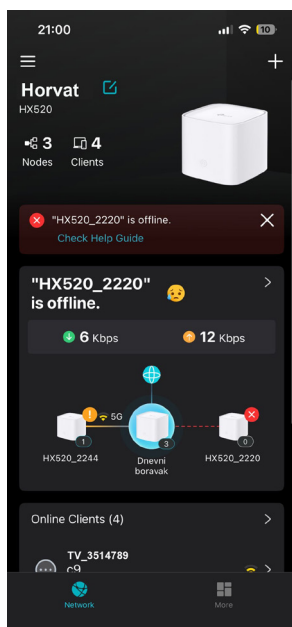 21:00
10
Horvat
HX520
3
4
Nodes
Clients
"HX520_2220" is offline.
Check Help Guide
"HX520_2220"
is offline.
6 Kbps
12 Kbps
5G
1
3
0
HX520_2244
Dnevni
boravak
HX520_2220
Online Clients (4)
TV_3514789
c9
Network
More